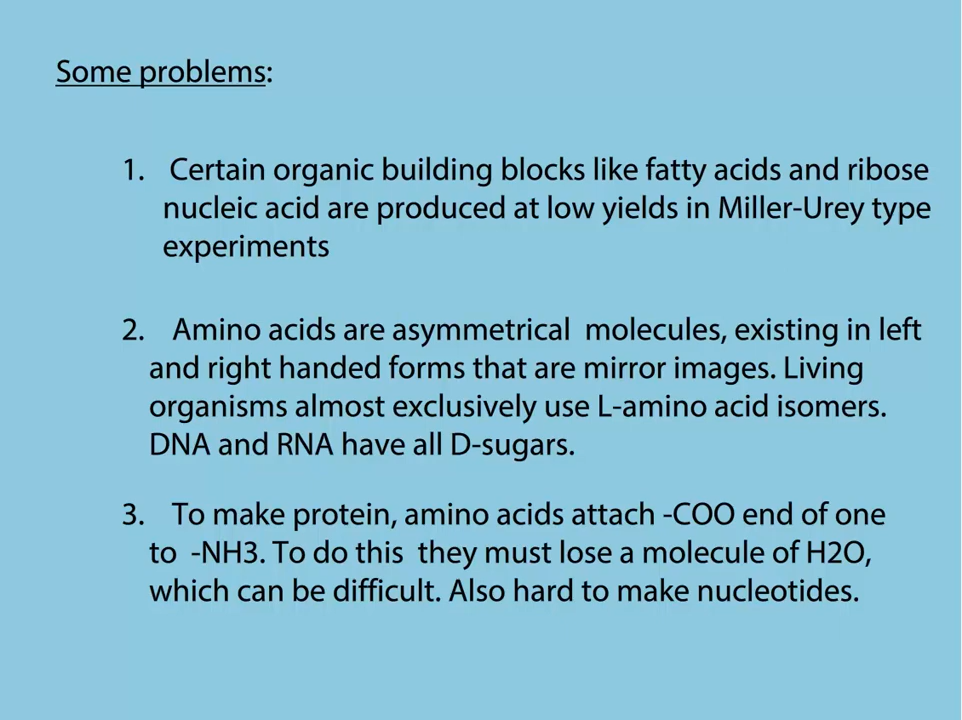 Some problems:
1. Certain organic building blocks like fatty acids and ribose
nucleic acid are produced at low yields in Miller-Urey type
experiments
2. Amino acids are asymmetrical molecules, existing in left
and right handed forms that are mirror images. Living
organisms almost exclusively use L-amino acid isomers.
DNA and RNA have all D-sugars.
3. To make protein, amino acids attach -COO end of one
to -NH3. To do this they must lose a molecule of H2O,
which can be difficult. Also hard to make nucleotides.